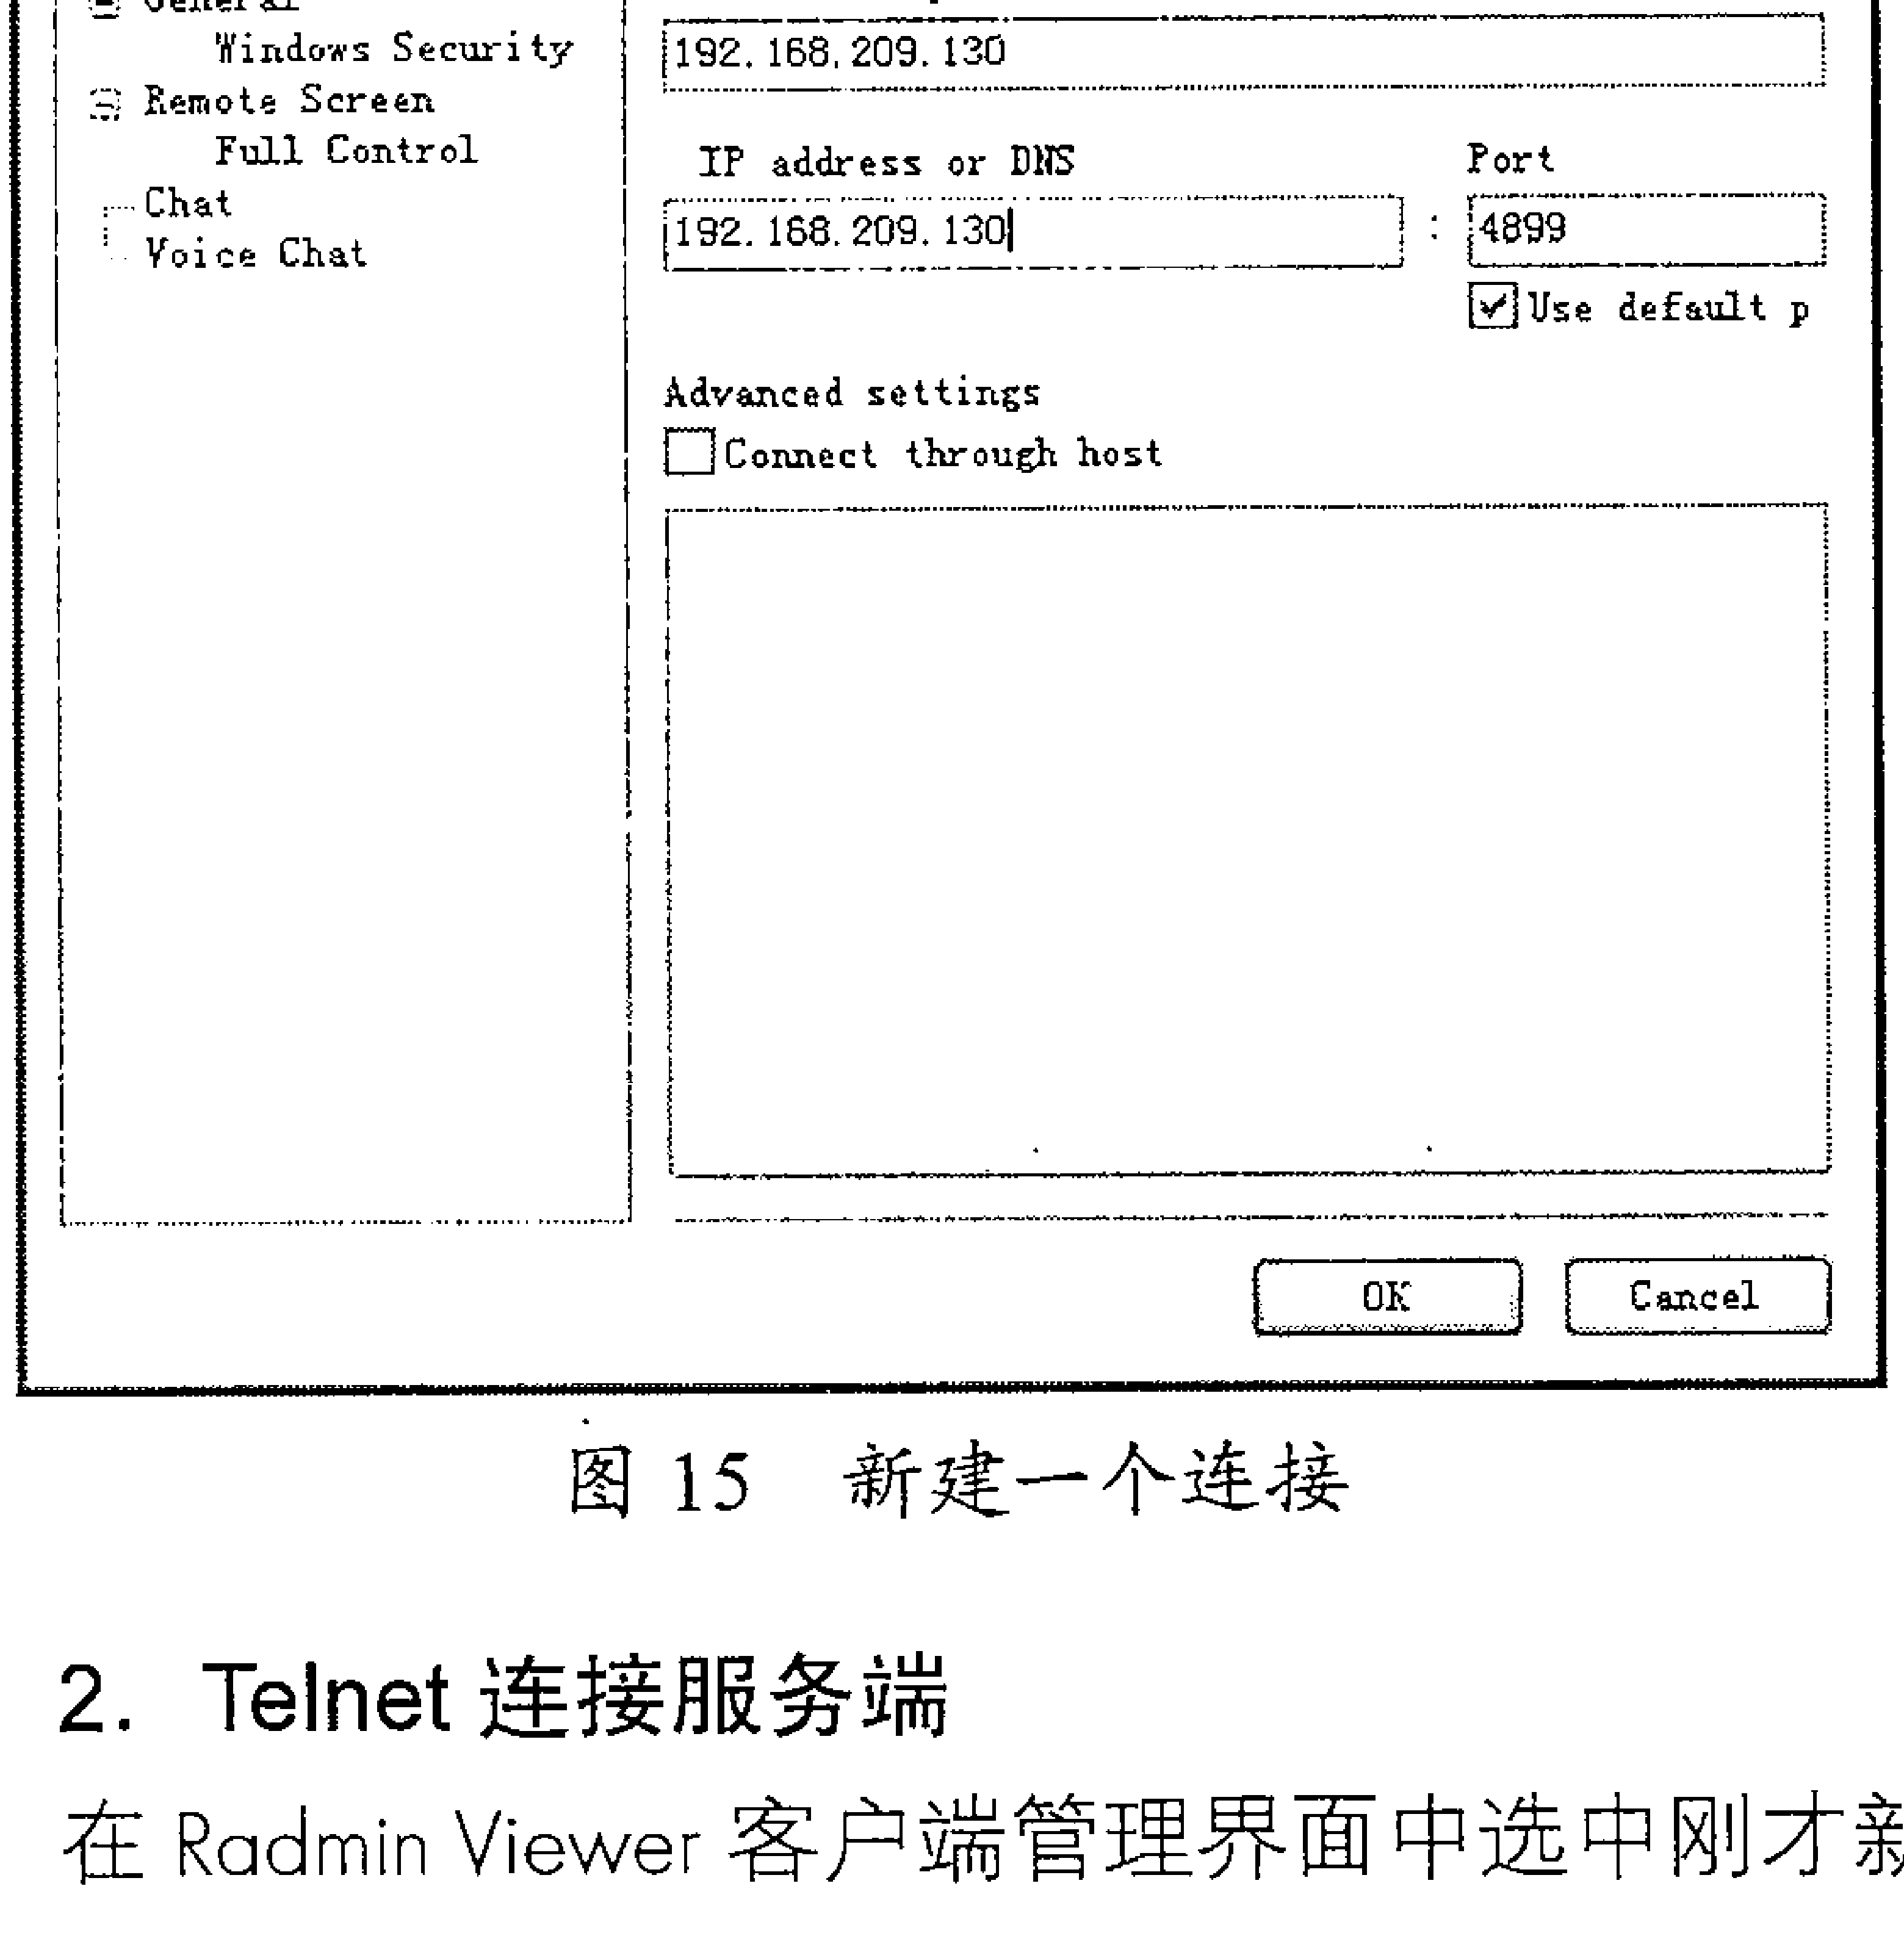 General
Windows Security
192.168.209.130
Remote Screen
Full Control
IP address or DNS
Port
Chat
192.168.209.130
:
4899
Voice Chat
Use default p
Advanced settings
Connect through host
OK
Cancel
图 15 新建一个连接
2. Telnet 连接服务端
在 Radmin Viewer 客户端管理界面中选中刚才新